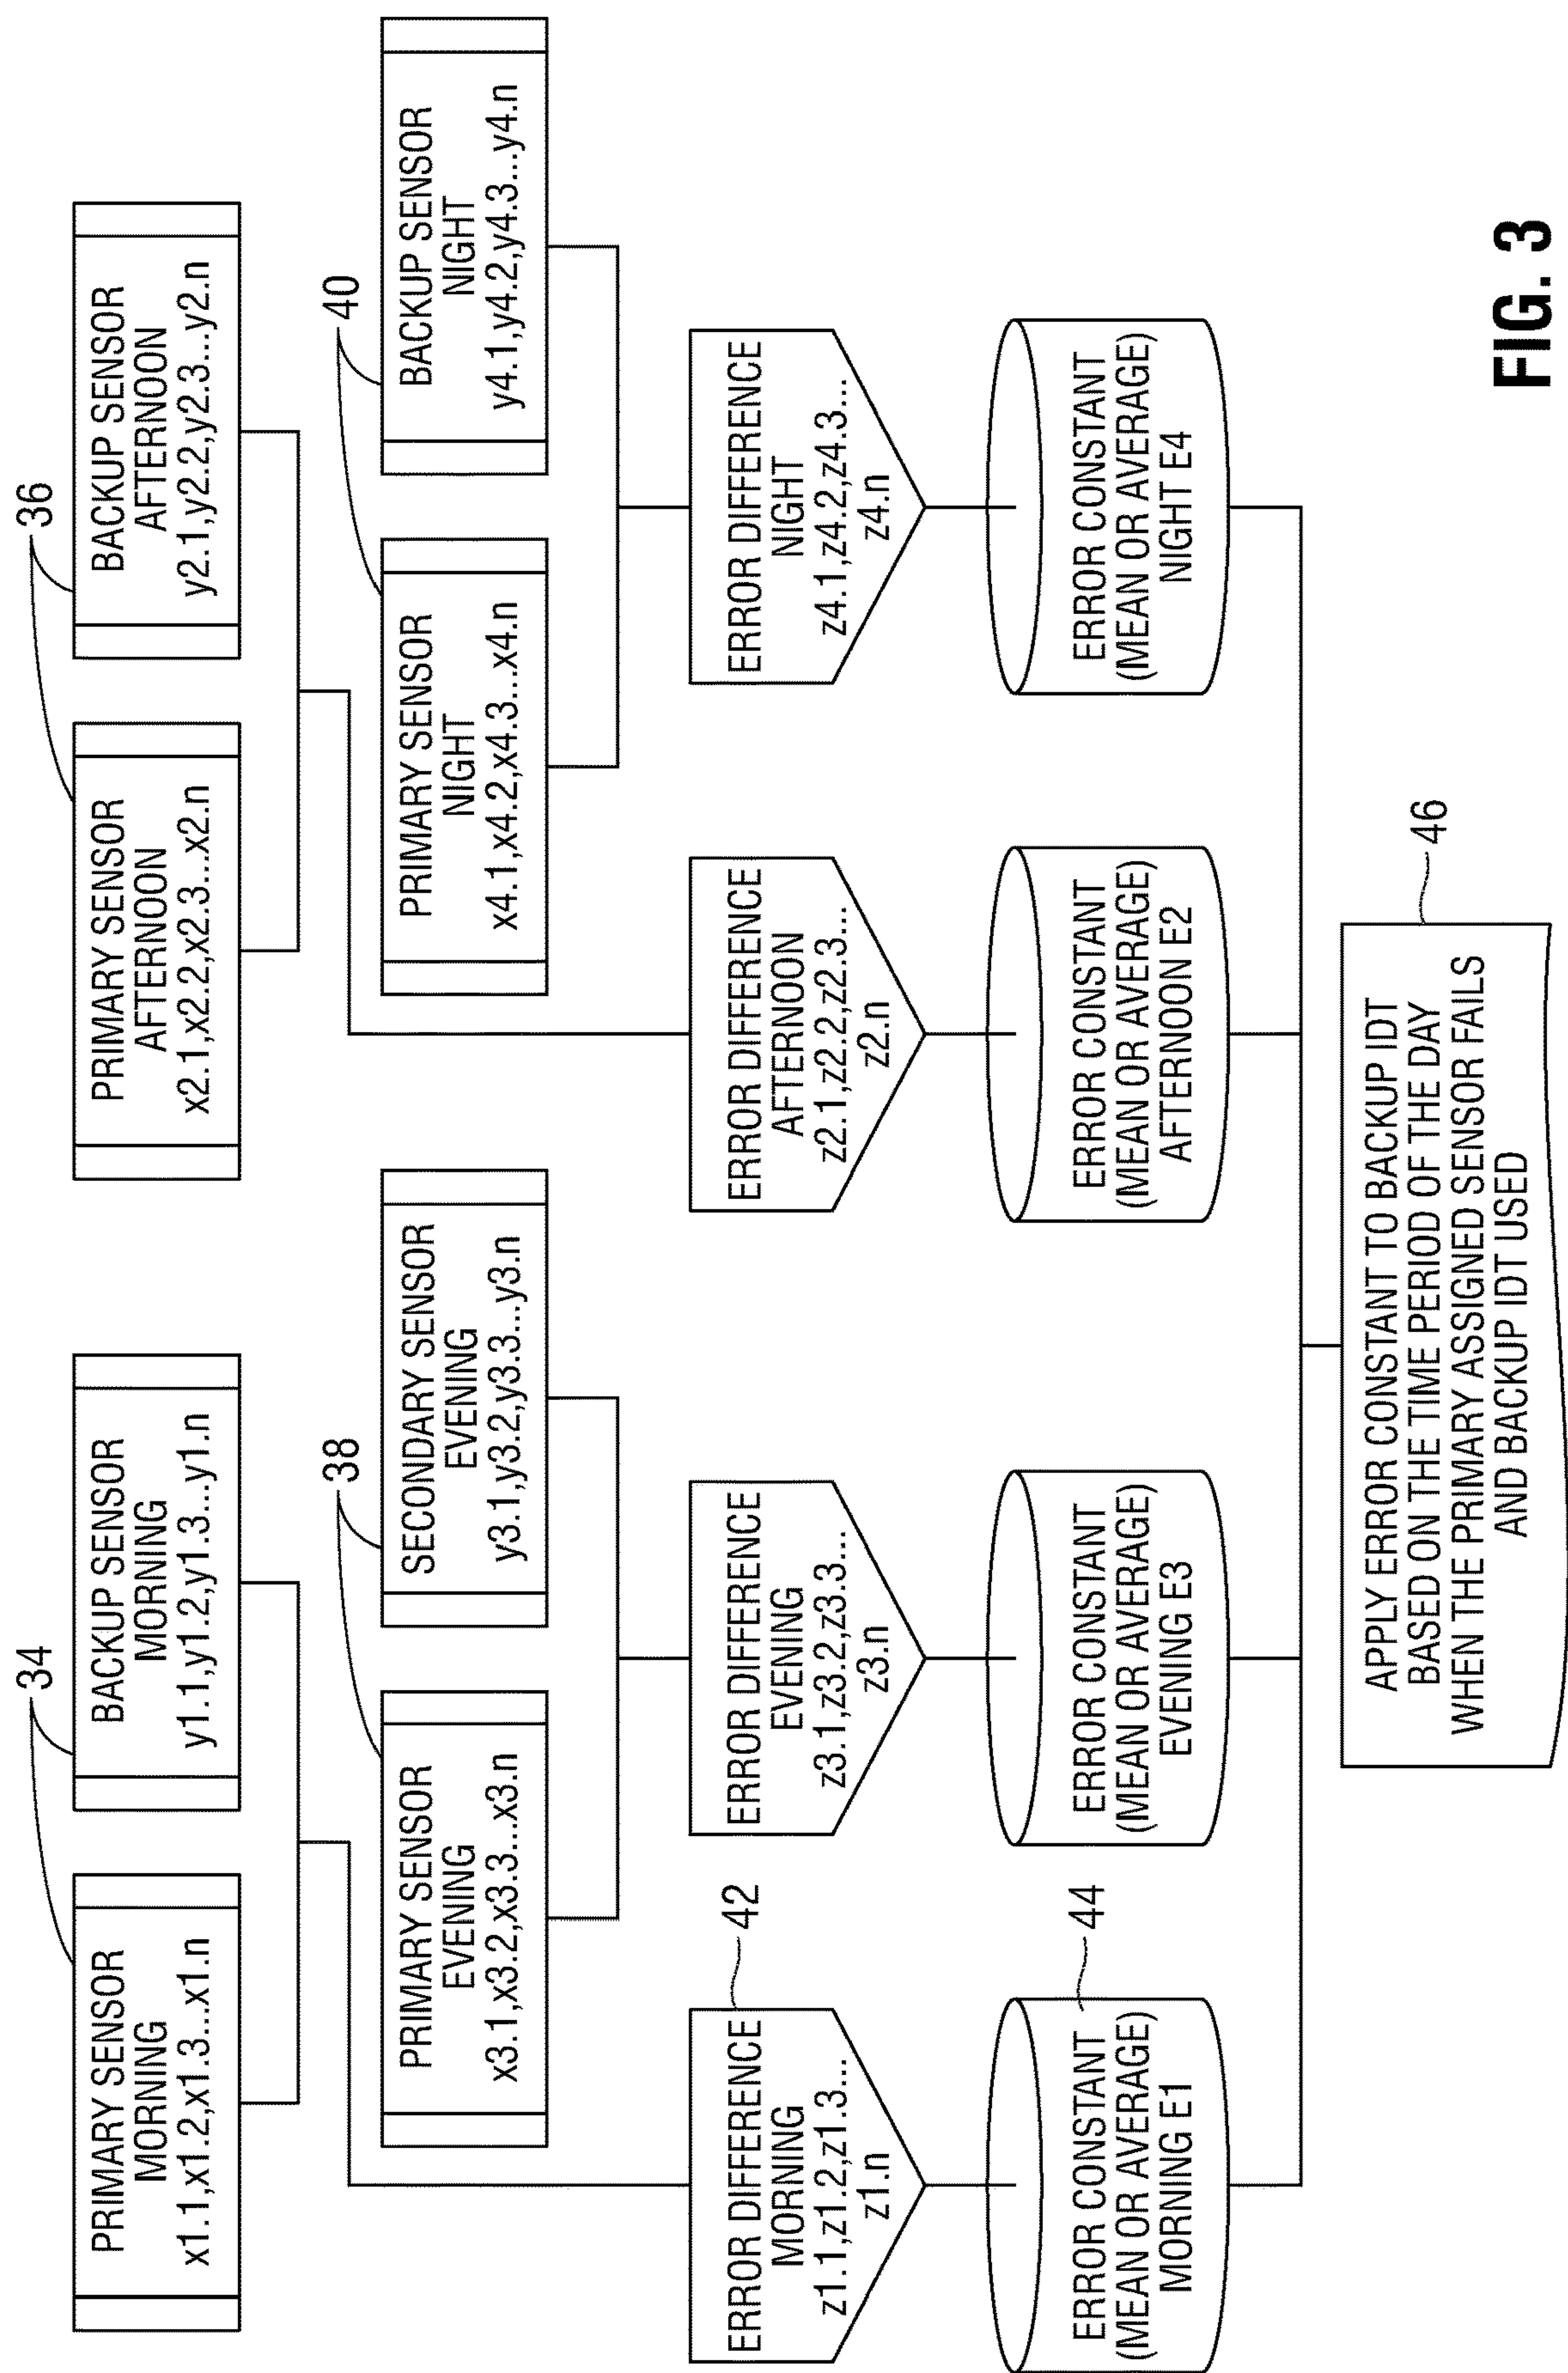 34
PRIMARY SENSOR
MORNING
x1.1,x1.2,x1.3...x1.n
BACKUP SENSOR
MORNING
y1.1,y1.2,y1.3...y1.n
36
PRIMARY SENSOR
AFTERNOON
x2.1,x2.2,x2.3...x2.n
BACKUP SENSOR
AFTERNOON
y2.1,y2.2,y2.3...y2.n
38
PRIMARY SENSOR
EVENING
x3.1,x3.2,x3.3...x3.n
SECONDARY SENSOR
EVENING
y3.1,y3.2,y3.3...y3.n
40
PRIMARY SENSOR
NIGHT
x4.1,x4.2,x4.3...x4.n
BACKUP SENSOR
NIGHT
y4.1,y4.2,y4.3...y4.n
42
ERROR DIFFERENCE
MORNING
z1.1,z1.2,z1.3...
z1.n
ERROR DIFFERENCE
EVENING
z3.1,z3.2,z3.3...
z3.n
ERROR DIFFERENCE
AFTERNOON
z2.1,z2.2,z2.3...
z2.n
ERROR DIFFERENCE
NIGHT
z4.1,z4.2,z4.3...
z4.n
44
ERROR CONSTANT
(MEAN OR AVERAGE)
MORNING E1
ERROR CONSTANT
(MEAN OR AVERAGE)
EVENING E3
ERROR CONSTANT
(MEAN OR AVERAGE)
AFTERNOON E2
ERROR CONSTANT
(MEAN OR AVERAGE)
NIGHT E4
46
APPLY ERROR CONSTANT TO BACKUP IDT
BASED ON THE TIME PERIOD OF THE DAY
WHEN THE PRIMARY ASSIGNED SENSOR FAILS
AND BACKUP IDT USED
FIG. 3